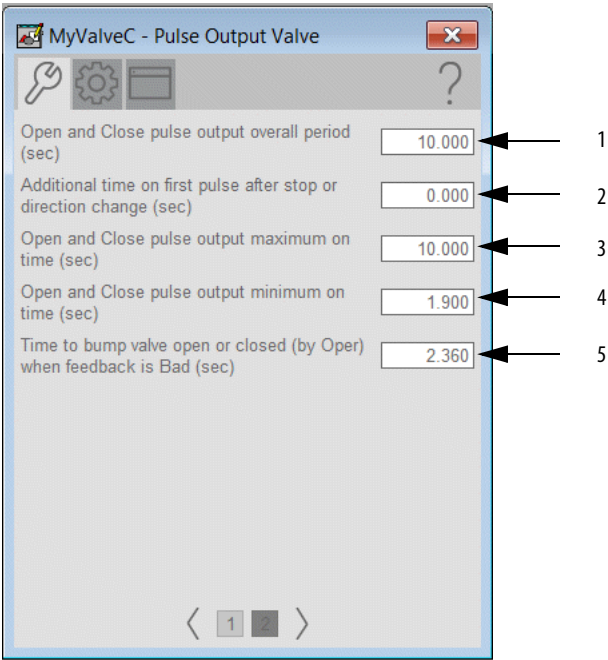 MyValveC - Pulse Output Valve
?
Open and Close pulse output overall period
(sec)
10.000
1
Additional time on first pulse after stop or
direction change (sec)
0.000
2
Open and Close pulse output maximum on
time (sec)
10.000
3
Open and Close pulse output minimum on
time (sec)
1.900
4
Time to bump valve open or closed (by Oper)
when feedback is Bad (sec)
2.360
5
1 2